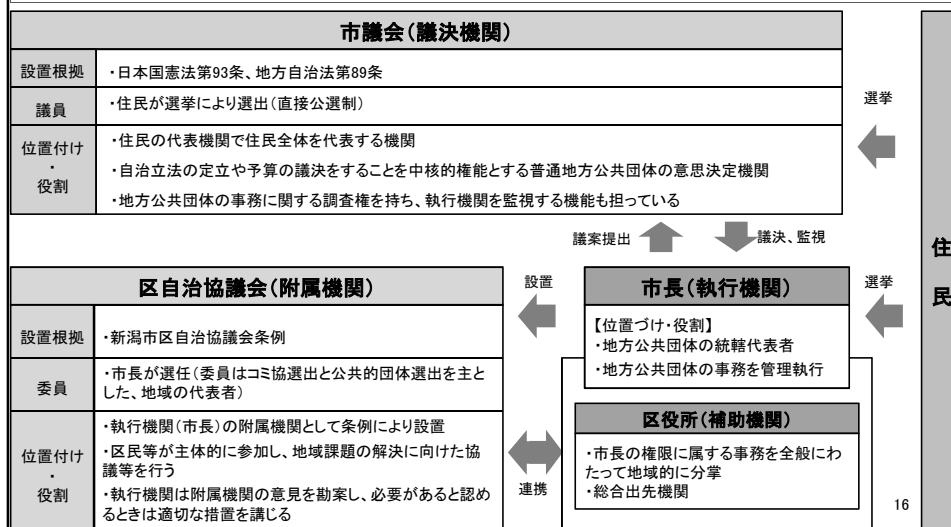 市議会(議決機関)
設置根拠
・日本国憲法第93条、地方自治法第89条
議員
・住民が選挙により選出(直接公選制)
位置付け
・
役割
・住民の代表機関で住民全体を代表する機関
・自治立法の定立や予算の議決をすることを中核的権能とする普通地方公共団体の意思決定機関
・地方公共団体の事務に関する調査権を持ち、執行機関を監視する機能も担っている
選挙
議案提出
議決、監視
住
民
区自治協議会(附属機関)
設置根拠
・新潟市区自治協議会条例
委員
・市長が選任(委員はコミ協選出と公共的団体選出を主と
した、地域の代表者)
位置付け
・
役割
・執行機関(市長)の附属機関として条例により設置
・区民等が主体的に参加し、地域課題の解決に向けた協
議等を行う
・執行機関は附属機関の意見を勘案し、必要があると認め
るときは適切な措置を講じる
設置
連携
市長(執行機関)
【位置づけ・役割】
・地方公共団体の統轄代表者
・地方公共団体の事務を管理執行
選挙
区役所(補助機関)
・市長の権限に属する事務を全般にわ
たって地域的に分掌
・総合出先機関
16